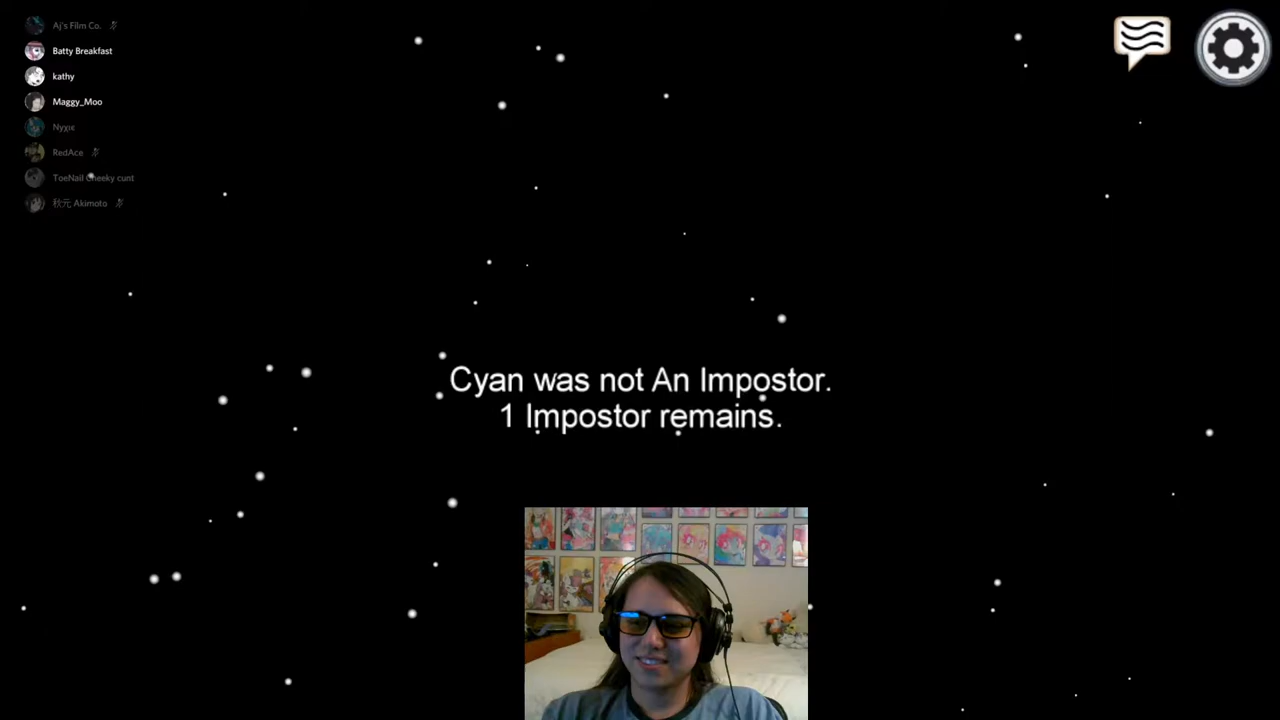 Aj's Film Co.
Batty Breakfast
kathy
Maggy_Moo
Nyχιε
RedAce
ToeNail Cheeky cunt
秋元 Akimoto
Cyan was not An Impostor.
1 Impostor remains.